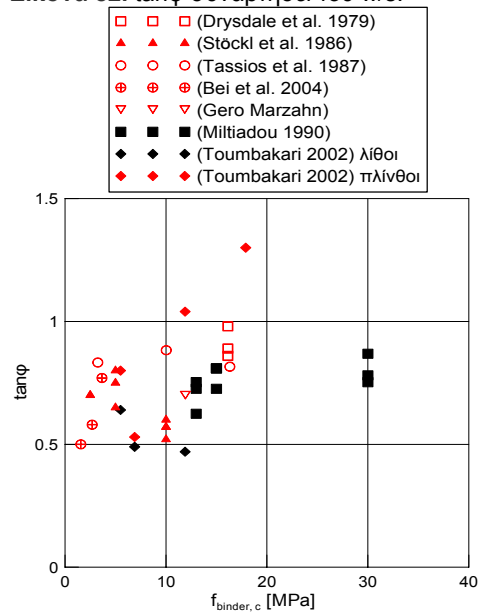 (Drysdale et al. 1979)
(Stöckl et al. 1986)
(Tassios et al. 1987)
(Bei et al. 2004)
(Gero Marzahn)
(Miltiadou 1990)
(Toumbakari 2002) λίθοι
(Toumbakari 2002) πλίνθοι
1.5
1
0.5
0
tanφ
0 10 20 30 40
f binder, c [MPa]